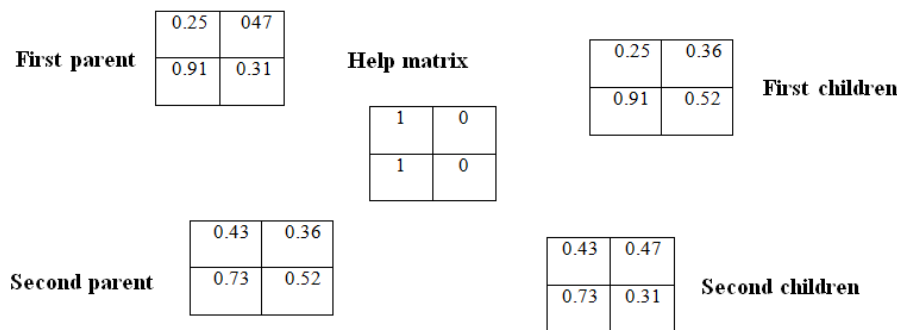 First parent
0.25 047
0.91 0.31
Help matrix
1 0
1 0
0.25 0.36
0.91 0.52
First children
Second parent
0.43 0.36
0.73 0.52
0.43 0.47
0.73 0.31
Second children